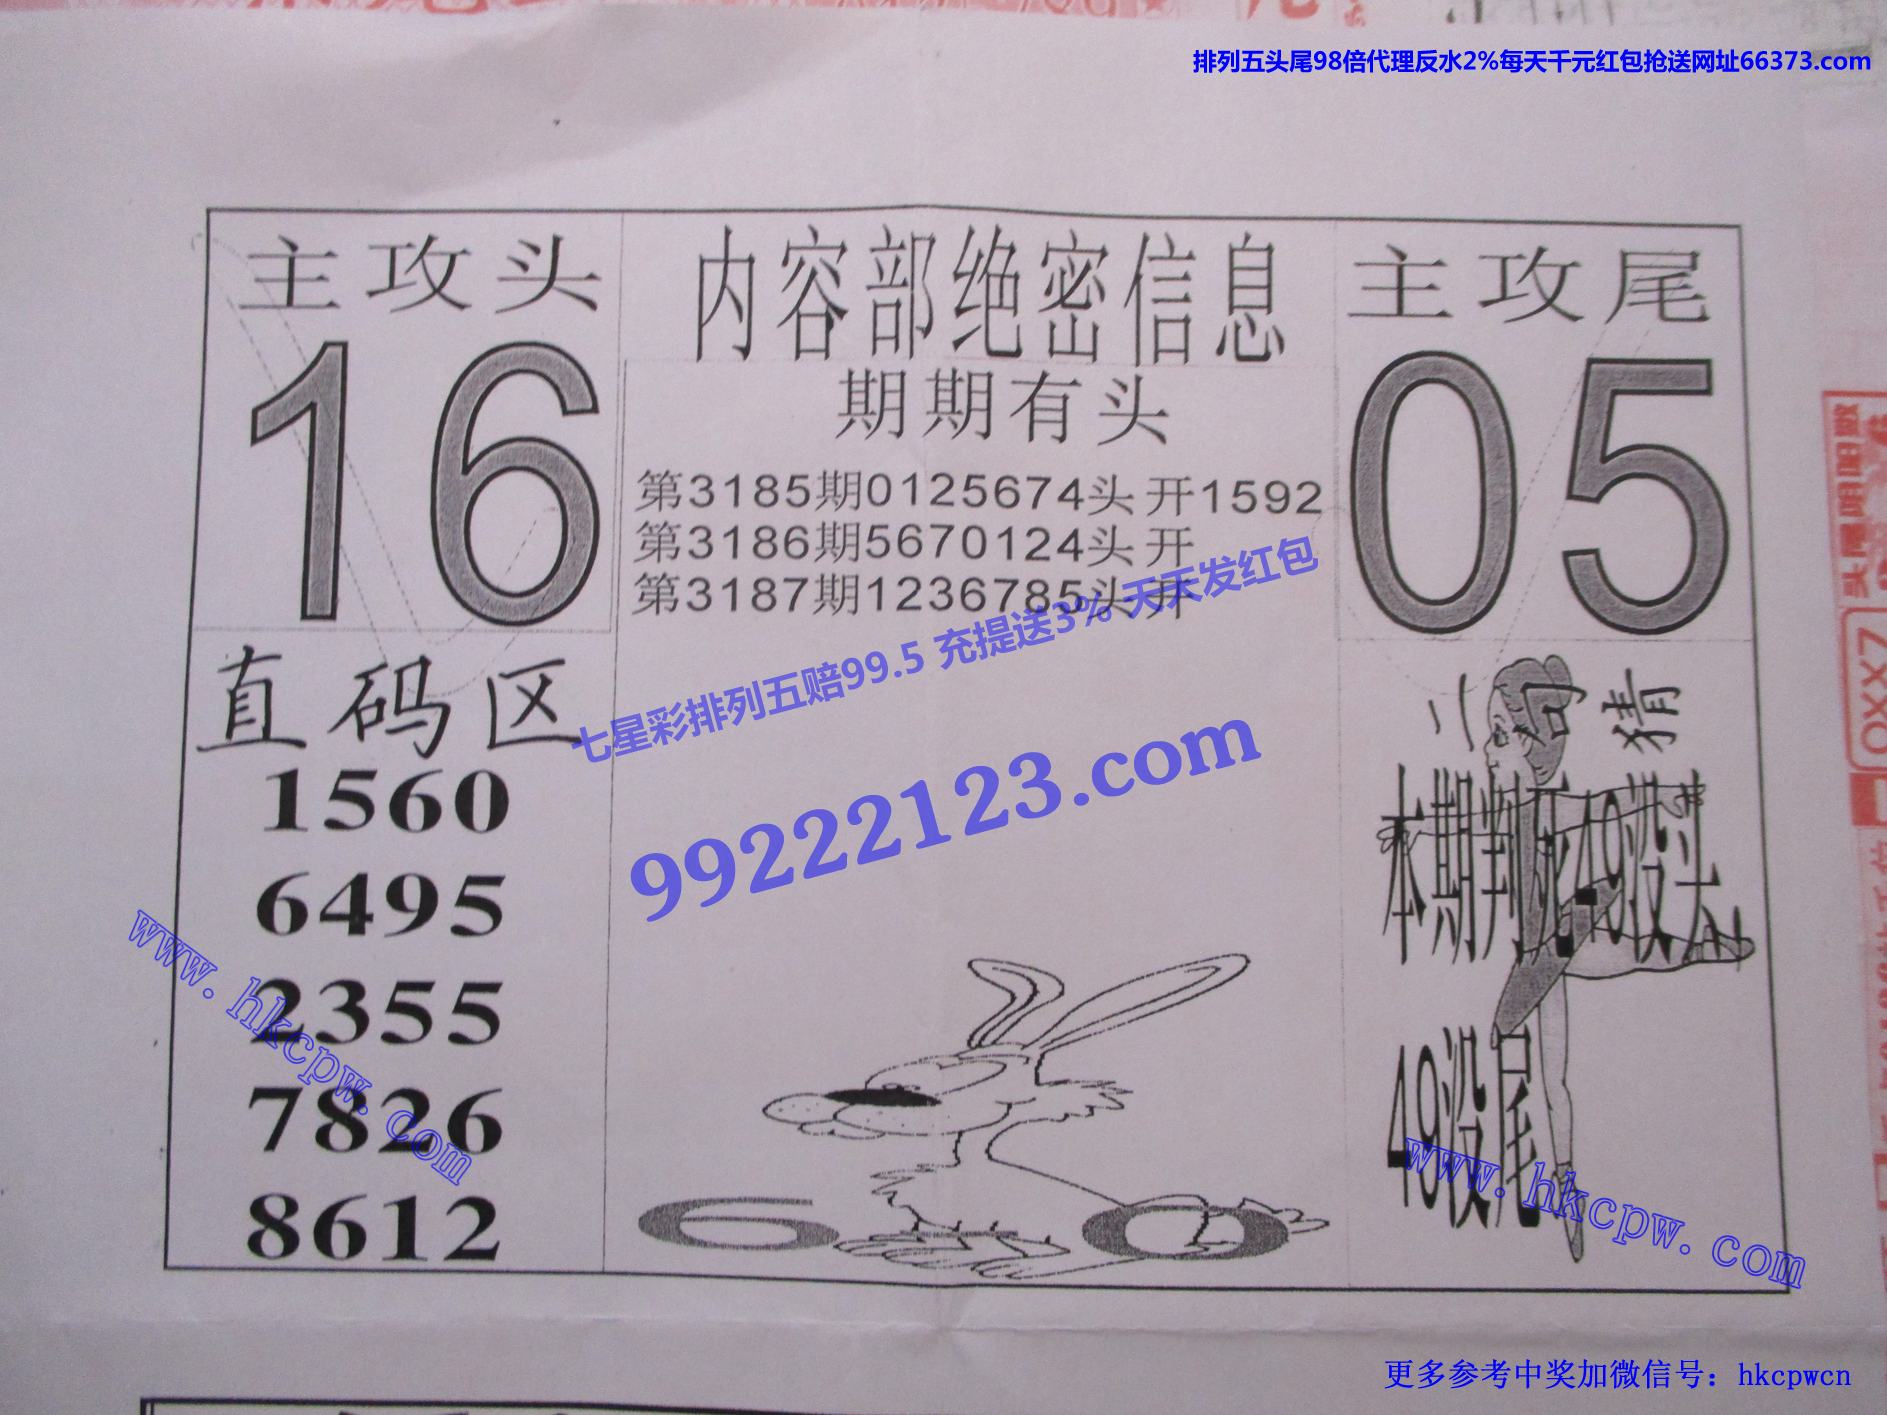 排列五头尾98倍代理反水2%每天千元红包抢送网址66373.com
主攻头
16
内容部绝密信息
期期有头
第3185期0125674头开1592
第3186期5670124头开
第3187期1236785头开
主攻尾
05
直码区
1560
6495
2355
7826
8612
七星彩排列五赔99.5 充提送3% 天天发红包
99222123.com
60
二句猜
本期判死49没头
49没尾
www.hkcpw.com
www.hkcpw.com
0XX7
更多参考中奖加微信号：hkcpwcn